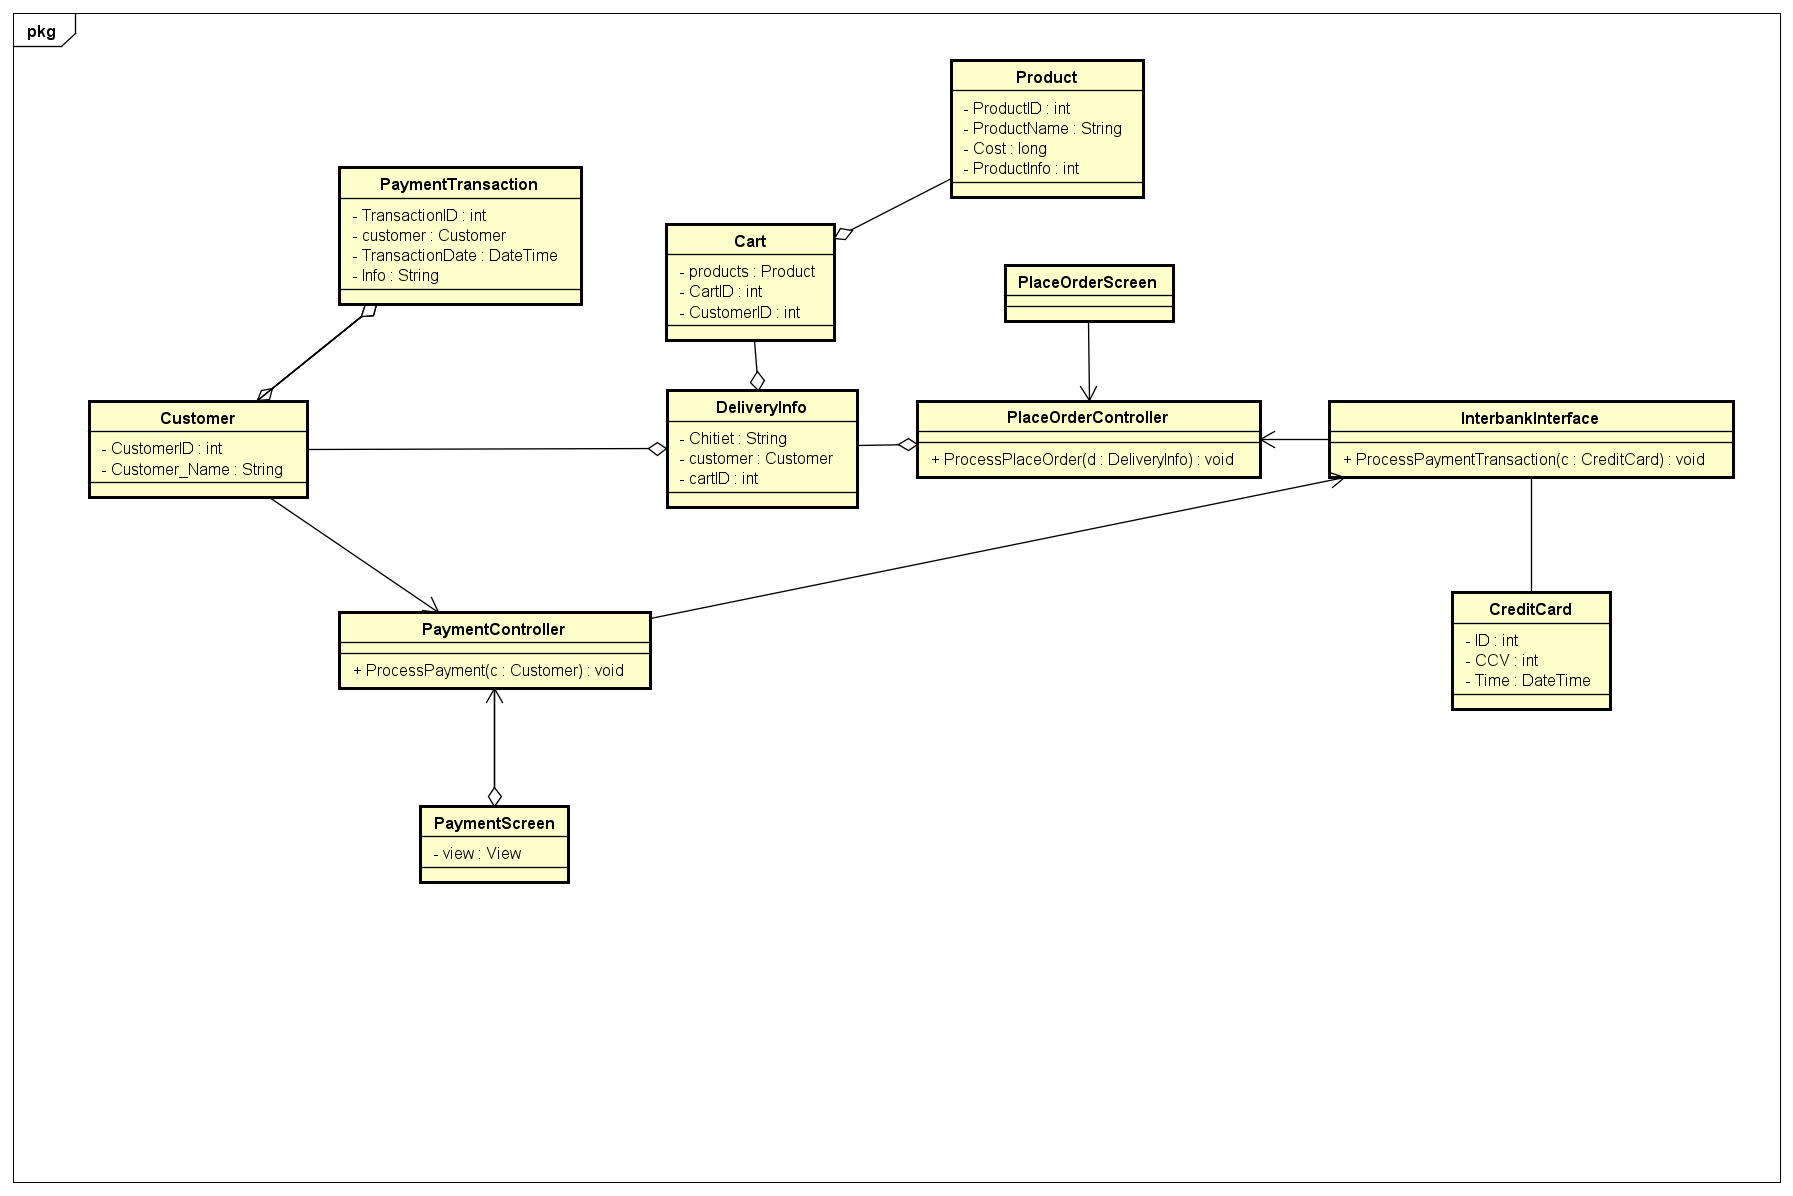 pkg
Product
- ProductID : int
- ProductName : String
- Cost : long
- ProductInfo : int
PaymentTransaction
- TransactionID : int
- customer : Customer
- TransactionDate : DateTime
- Info : String
Cart
- products : Product
- CartID : int
- CustomerID : int
PlaceOrderScreen
Customer
- CustomerID : int
- Customer_Name : String
DeliveryInfo
- Chitiet : String
- customer : Customer
- cartID : int
PlaceOrderController
+ ProcessPlaceOrder(d : DeliveryInfo) : void
InterbankInterface
+ ProcessPaymentTransaction(c : CreditCard) : void
PaymentController
+ ProcessPayment(c : Customer) : void
CreditCard
- ID : int
- CCV : int
- Time : DateTime
PaymentScreen
- view : View